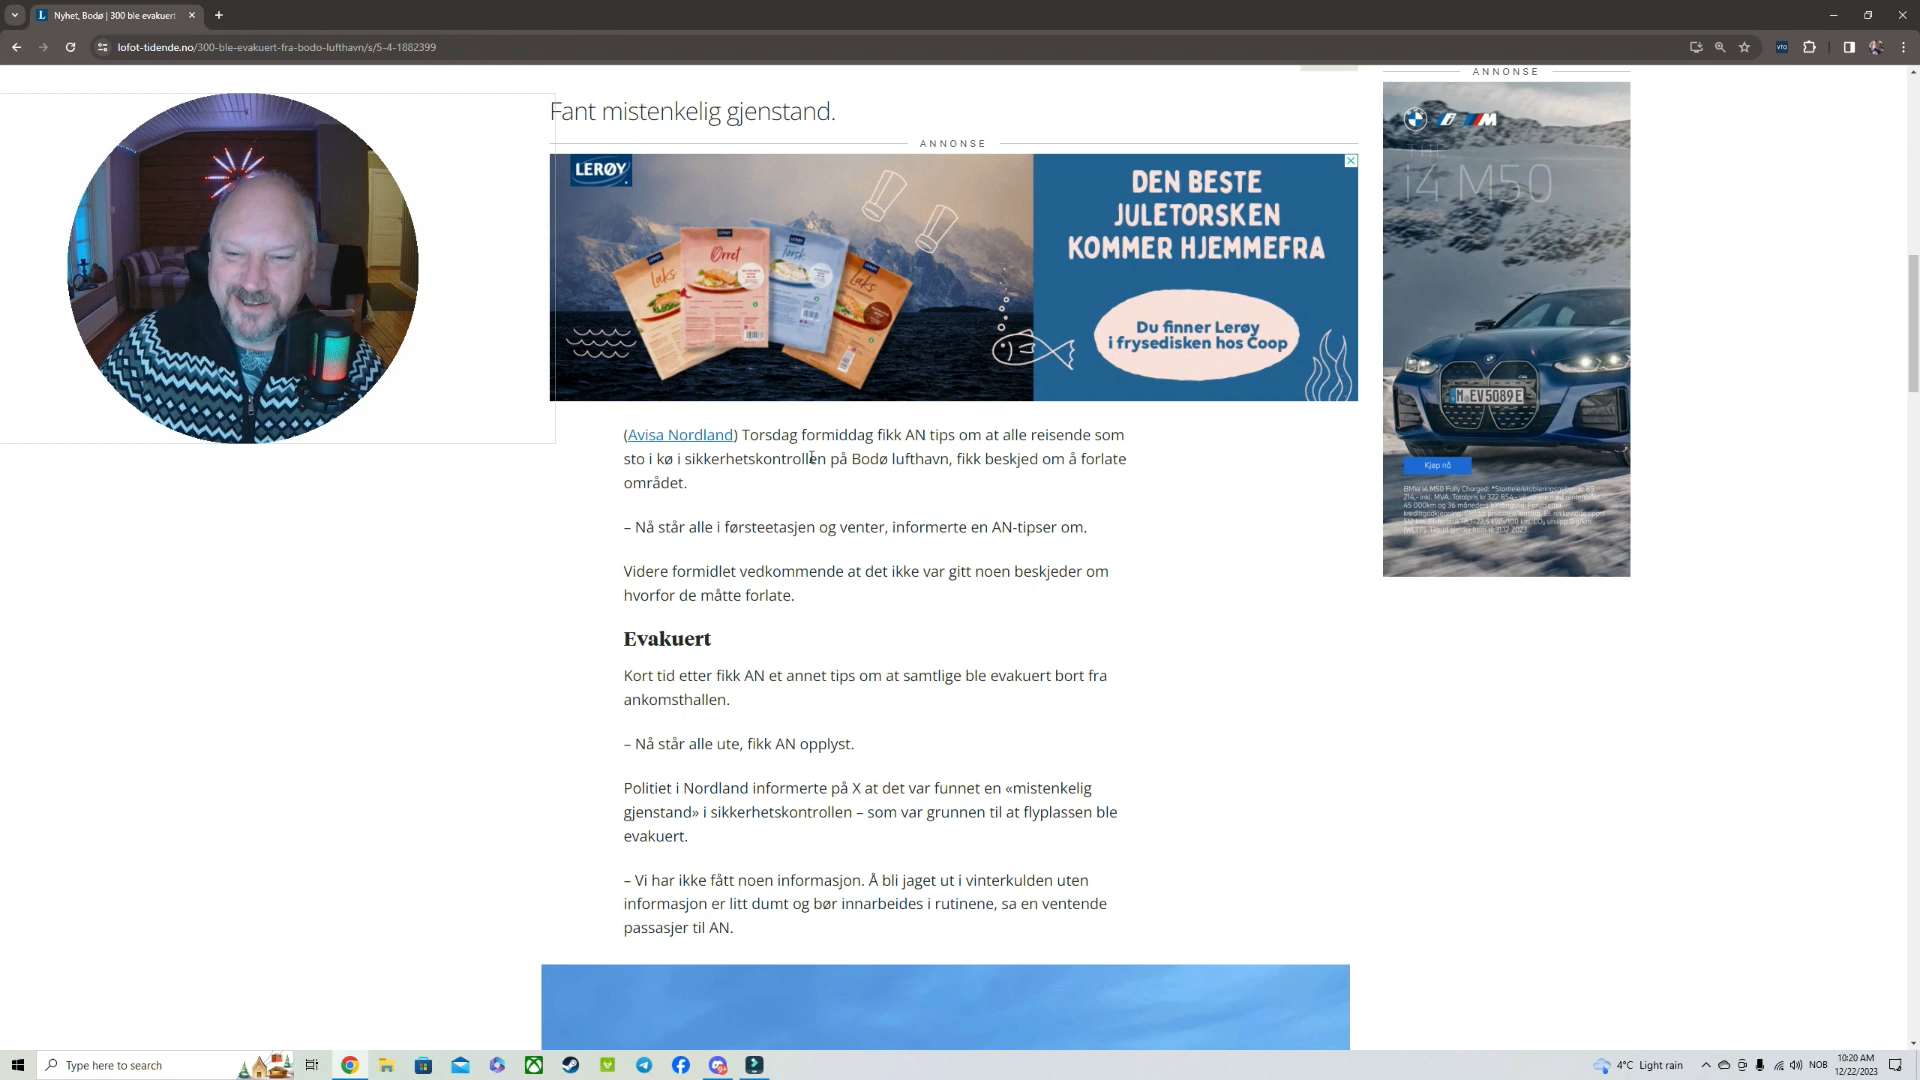 Nyhet, Bodø | 300 ble evakuert
lofot-tidende.no/300-ble-evakuert-fra-bodo-lufthavn/s/5-4-1882399
Fant mistenkelig gjenstand.
ANNONSE
LERØY
Laks
Ørret
Torsk
Laks
DEN BESTE
JULETORSKEN
KOMMER HJEMMEFRA
Du finner Lerøy
i frysedisken hos Coop
(Avisa Nordland) Torsdag formiddag fikk AN tips om at alle reisende som
sto i kø i sikkerhetskontrollen på Bodø lufthavn, fikk beskjed om å forlate
området.
– Nå står alle i førsteetasjen og venter, informerte en AN-tipser om.
Videre formidlet vedkommende at det ikke var gitt noen beskjeder om
hvorfor de måtte forlate.
Evakuert
Kort tid etter fikk AN et annet tips om at samtlige ble evakuert bort fra
ankomsthallen.
– Nå står alle ute, fikk AN opplyst.
Politiet i Nordland informerte på X at det var funnet en «mistenkelig
gjenstand» i sikkerhetskontrollen – som var grunnen til at flyplassen ble
evakuert.
– Vi har ikke fått noen informasjon. Å bli jaget ut i vinterkulden uten
informasjon er litt dumt og bør innarbeides i rutinene, sa en ventende
passasjer til AN.
ANNONSE
THE
i4 M50
M EV5089E
Kjøp nå
Type here to search
4°C Light rain
NOB
10:20 AM
12/22/2023